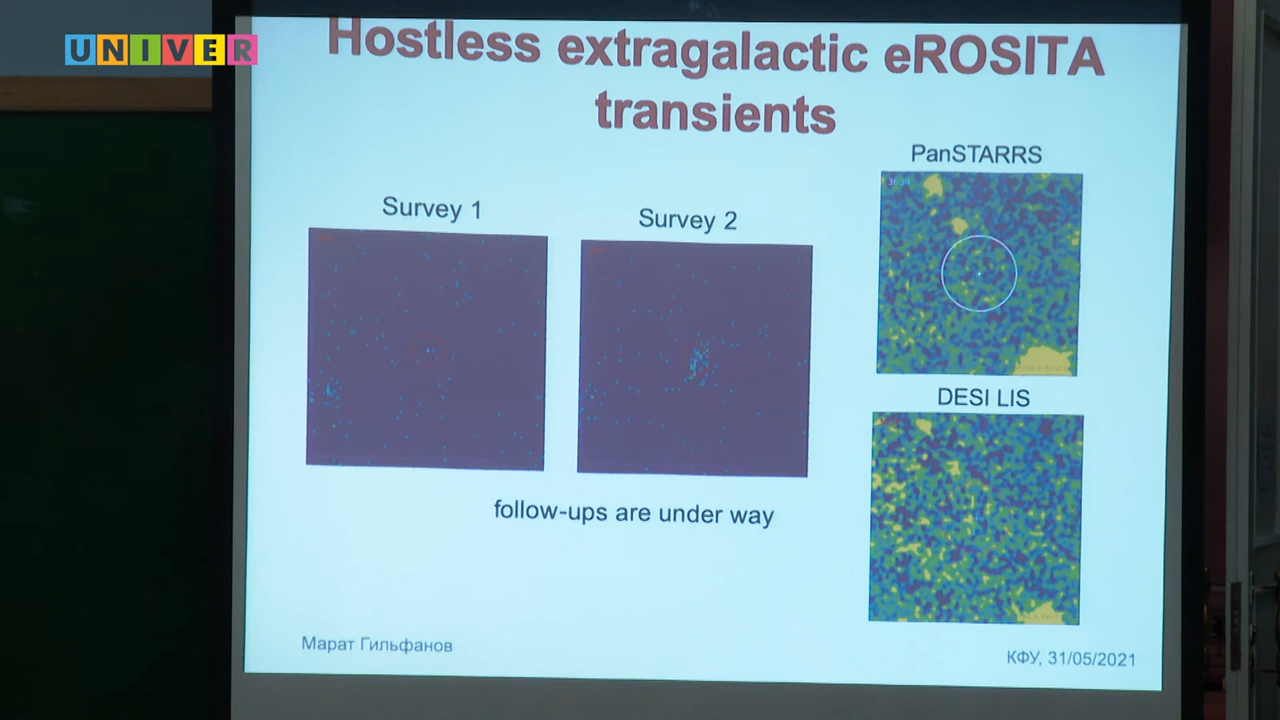 UNIVER
Hostless extragalactic eROSITA
transients
PanSTARRS
Survey 1
Survey 2
DESI LIS
follow-ups are under way
Марат Гильфанов
КФУ, 31/05/2021